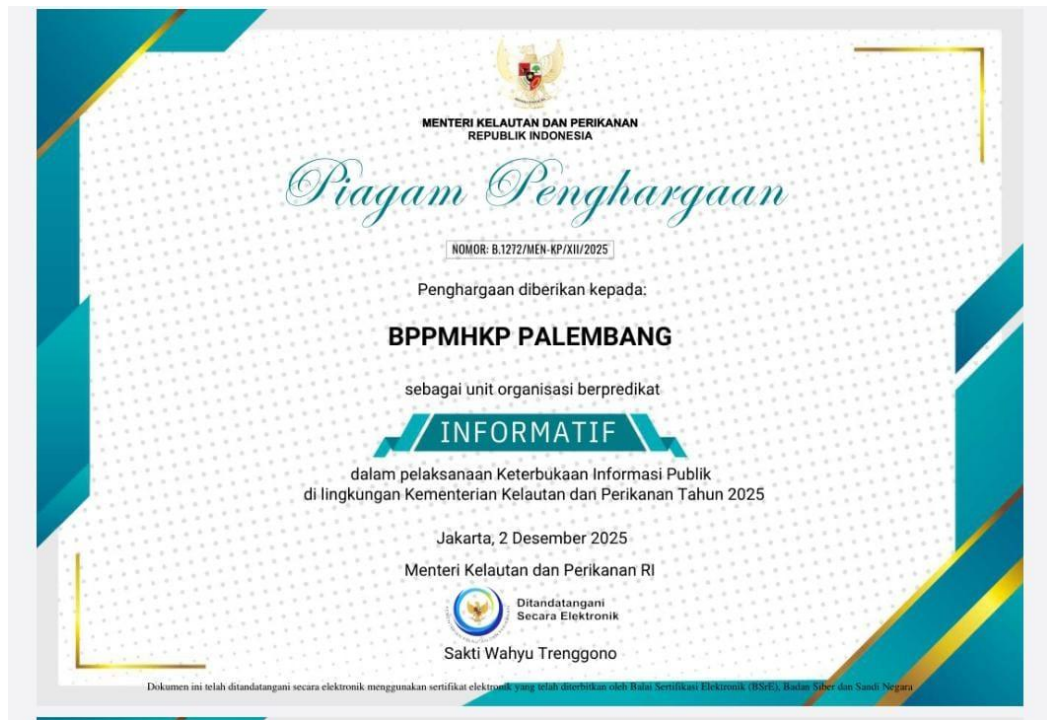 MENTERI KELAUTAN DAN PERIKANAN
REPUBLIK INDONESIA
Piagam Penghargaan
NOMOR: B.1272/MEN-KP/XII/2025
Penghargaan diberikan kepada:
BPPMHKP PALEMBANG
sebagai unit organisasi berpredikat
INFORMATIF
dalam pelaksanaan Keterbukaan Informasi Publik
di lingkungan Kementerian Kelautan dan Perikanan Tahun 2025
Jakarta, 2 Desember 2025
Menteri Kelautan dan Perikanan RI
Ditandatangani
Secara Elektronik
Sakti Wahyu Trenggono
Dokumen ini telah ditandatangani secara elektronik menggunakan sertifikat elektronik yang telah diterbitkan oleh Balai Sertifikasi Elektronik (BSrE), Badan Siber dan Sandi Negara